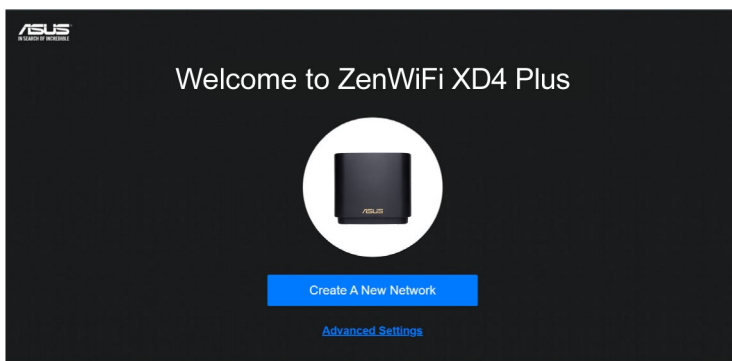 ASUS
IN SEARCH OF INCREDIBLE
Welcome to ZenWiFi XD4 Plus
ASUS
Create A New Network
Advanced Settings